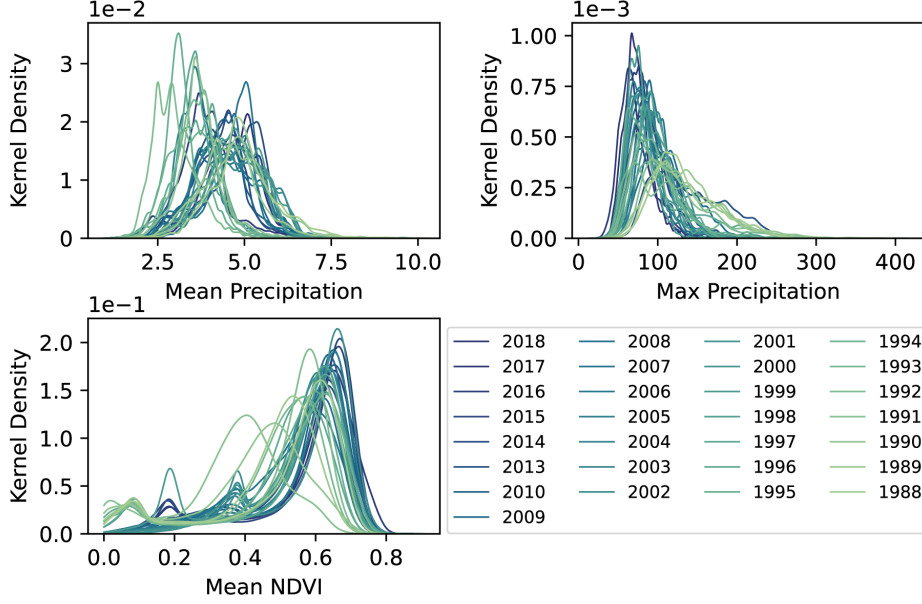 1e−2
Kernel Density
3
2
1
0
2.5 5.0 7.5 10.0
Mean Precipitation
1e−3
Kernel Density
1.00
0.75
0.50
0.25
0.00
0 100 200 300 400
Max Precipitation
1e−1
Kernel Density
2.0
1.5
1.0
0.5
0.0
0.0 0.2 0.4 0.6 0.8
Mean NDVI
2018 2008 2001 1994
2017 2007 2000 1993
2016 2006 1999 1992
2015 2005 1998 1991
2014 2004 1997 1990
2013 2003 1996 1989
2010 2002 1995 1988
2009